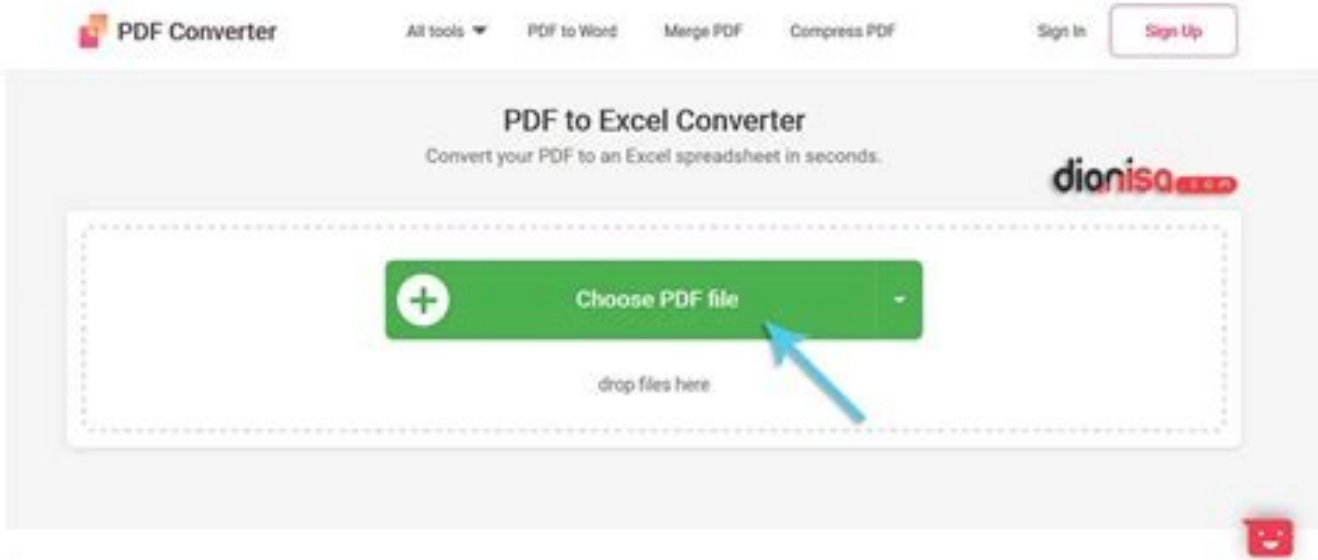 PDF Converter All tools PDF to Word Merge PDF Compress PDF Sign In Sign Up
PDF to Excel Converter
Convert your PDF to an Excel spreadsheet in seconds.
dionisa.com
Choose PDF file
drop files here